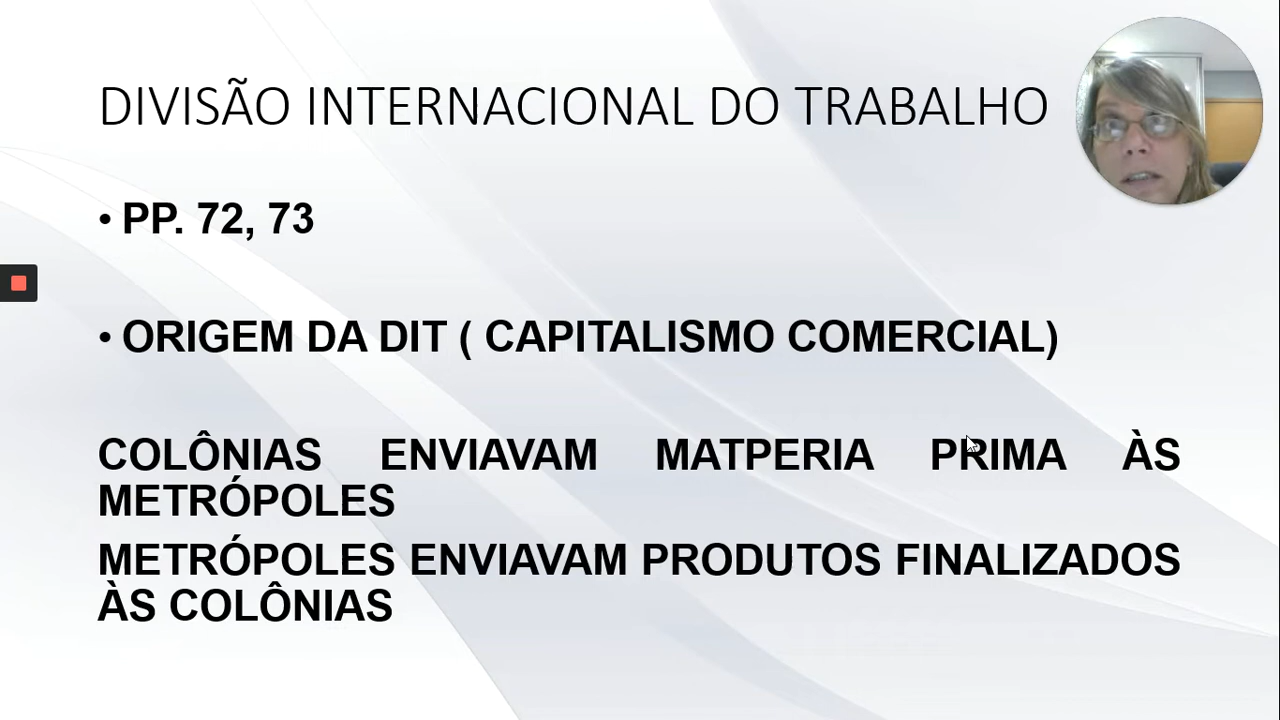 DIVISÃO INTERNACIONAL DO TRABALHO
• PP. 72, 73
• ORIGEM DA DIT ( CAPITALISMO COMERCIAL)
COLÔNIAS ENVIAVAM MATPERIA PRIMA ÀS
METRÓPOLES
METRÓPOLES ENVIAVAM PRODUTOS FINALIZADOS
ÀS COLÔNIAS